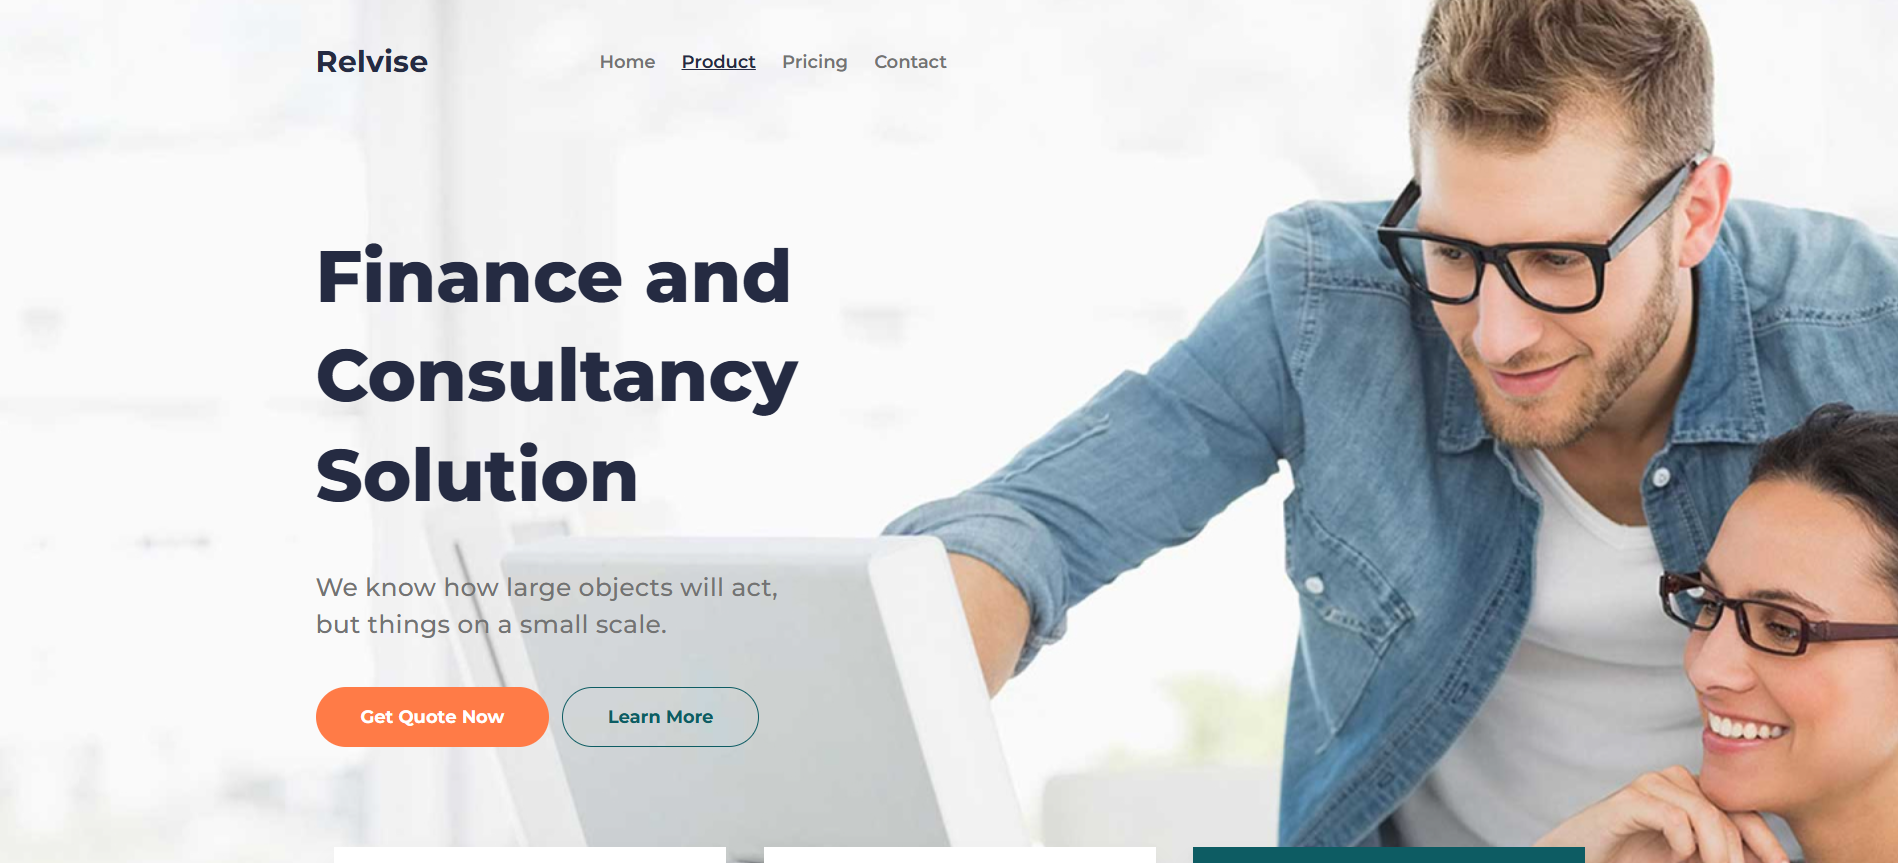 Relvise
Home Product Pricing Contact
Finance and
Consultancy
Solution
We know how large objects will act,
but things on a small scale.
Get Quote Now Learn More